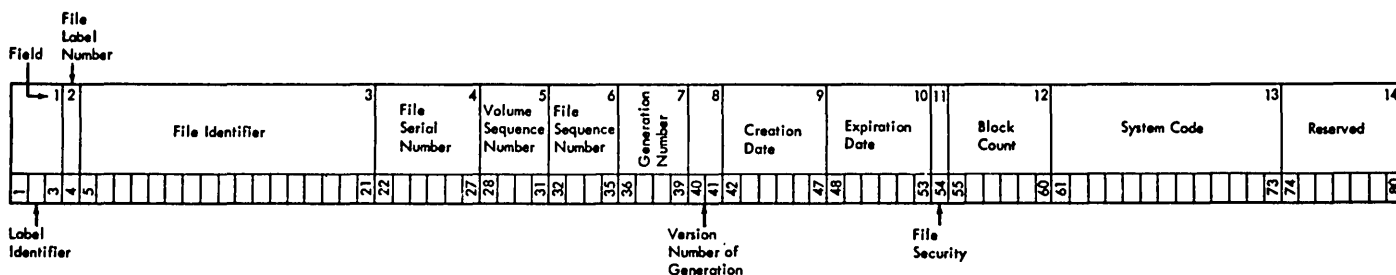 File
Label
Number
Field
1 2 3 4 5 6 7 8 9 10 11 12 13 14
File Identifier
File
Serial
Number
Volume
Sequence
Number
File
Sequence
Number
Generation
Number
Creation
Date
Expiration
Date
Block
Count
System Code
Reserved
1 3 4 5 21 22 27 28 31 32 35 36 39 40 41 42 47 48 53 54 55 60 61 73 74 80
Label
Identifier
Version
Number of
Generation
File
Security